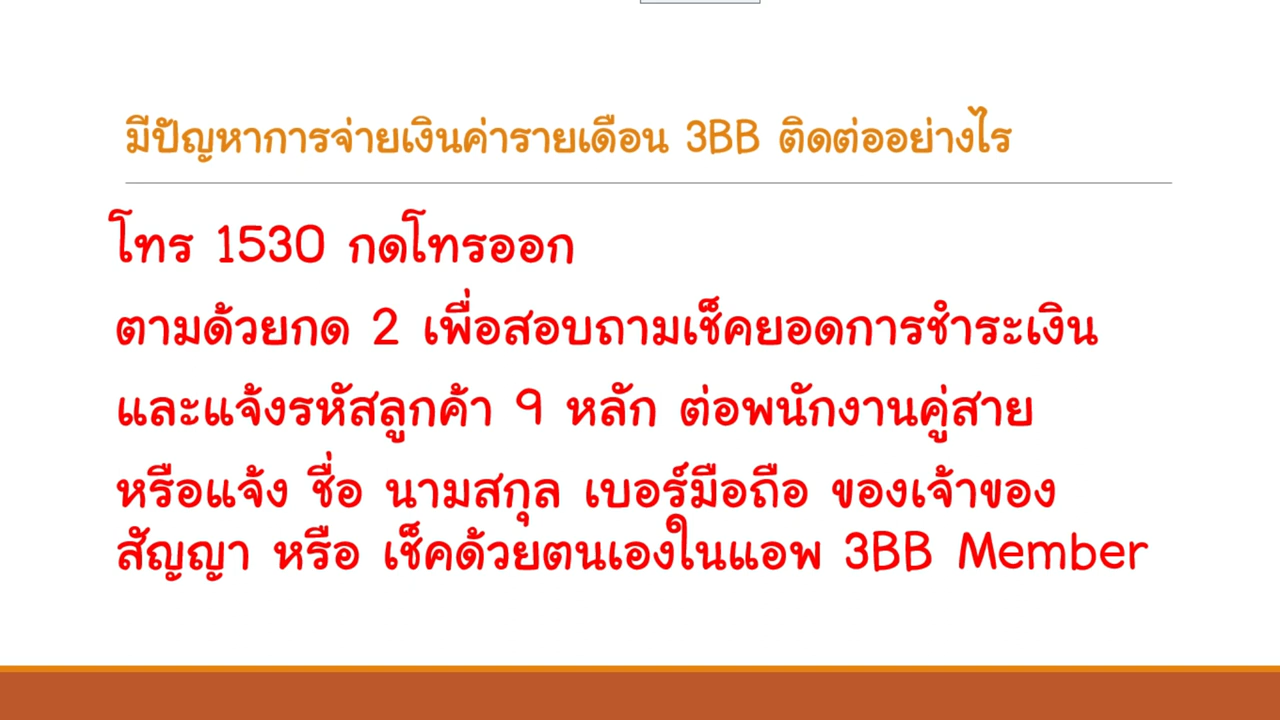 มีปัญหาการจ่ายเงินค่ารายเดือน 3BB ติดต่ออย่างไร
โทร 1530 กดโทรออก
ตามด้วยกด 2 เพื่อสอบถามเช็คยอดการชำระเงิน
และแจ้งรหัสลูกค้า 9 หลัก ต่อพนักงานคู่สาย
หรือแจ้ง ชื่อ นามสกุล เบอร์มือถือ ของเจ้าของ
สัญญา หรือ เช็คด้วยตนเองในแอพ 3BB Member